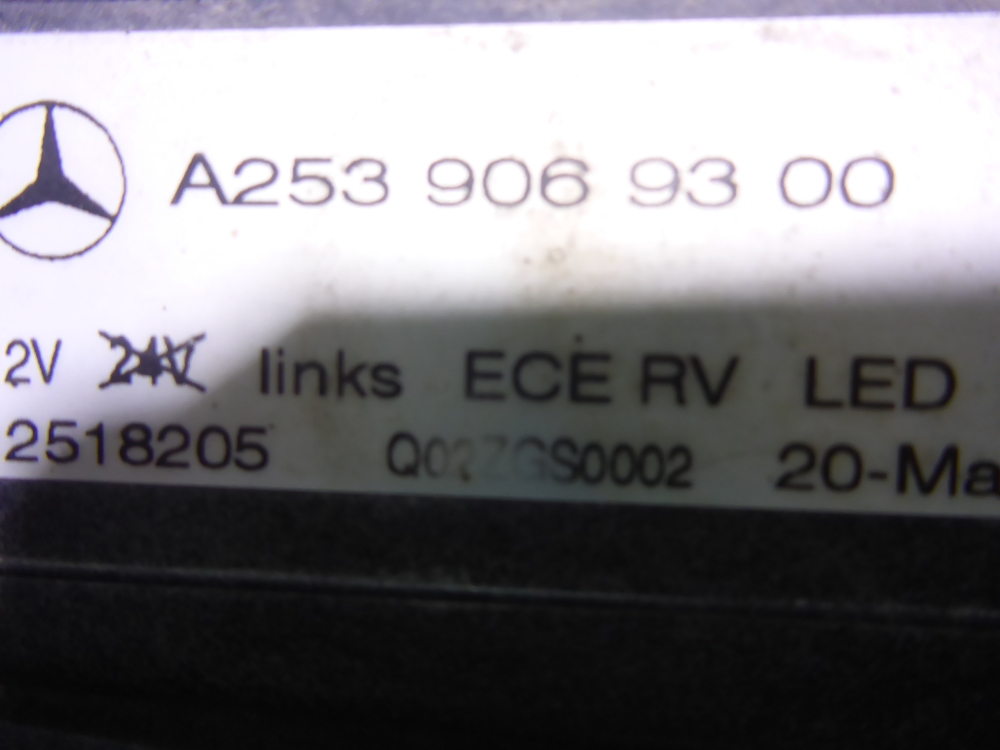 A253 906 93 00
2V 24V links ECE RV LED
2518205 20-Ma